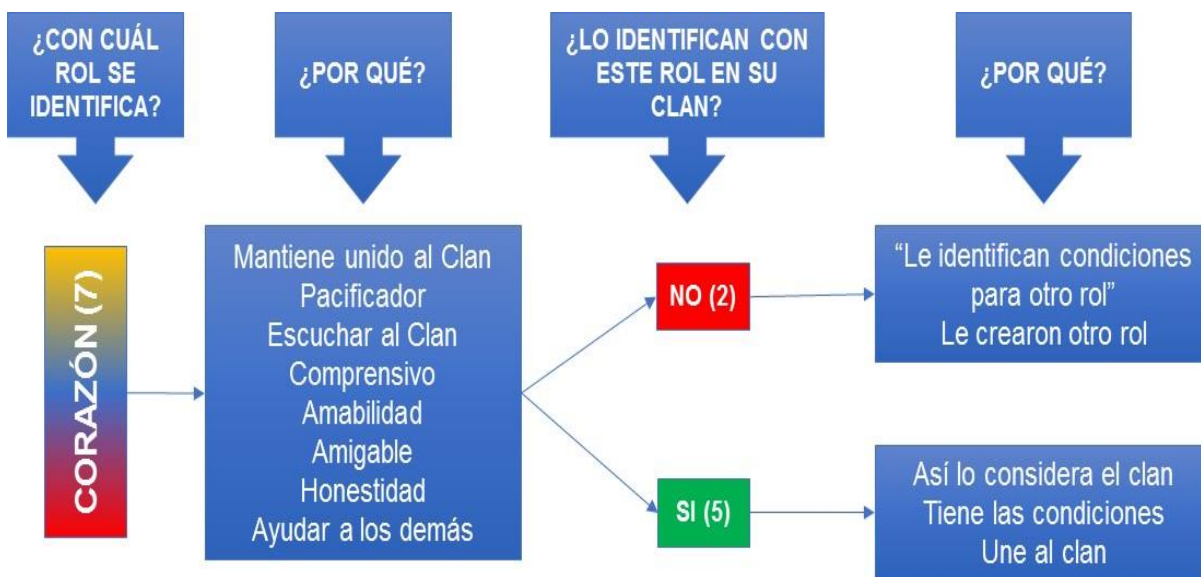 ¿CON CUÁL
ROL SE
IDENTIFICA?
¿POR QUÉ?
¿LO IDENTIFICAN CON
ESTE ROL EN SU
CLAN?
¿POR QUÉ?
CORAZÓN (7)
Mantiene unido al Clan
Pacificador
Escuchar al Clan
Comprensivo
Amabilidad
Amigable
Honestidad
Ayudar a los demás
NO (2)
“Le identifican condiciones
para otro rol”
Le crearon otro rol
SI (5)
Así lo considera el clan
Tiene las condiciones
Une al clan